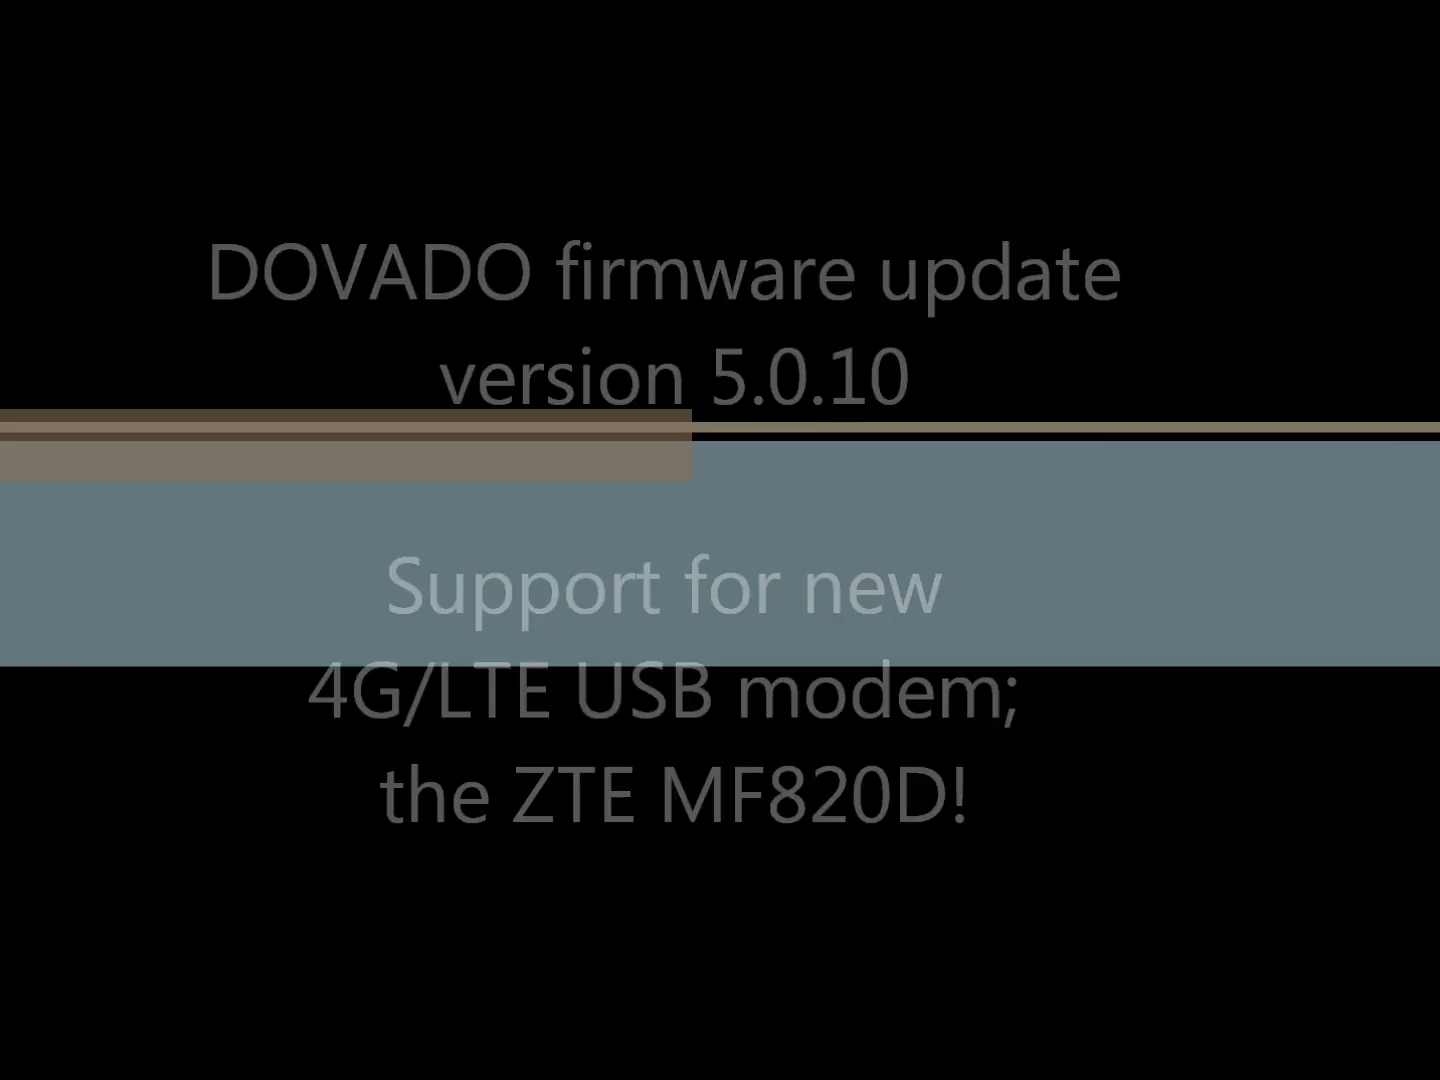 DOVADO firmware update
version 5.0.10
Support for new
4G/LTE USB modem;
the ZTE MF820D!